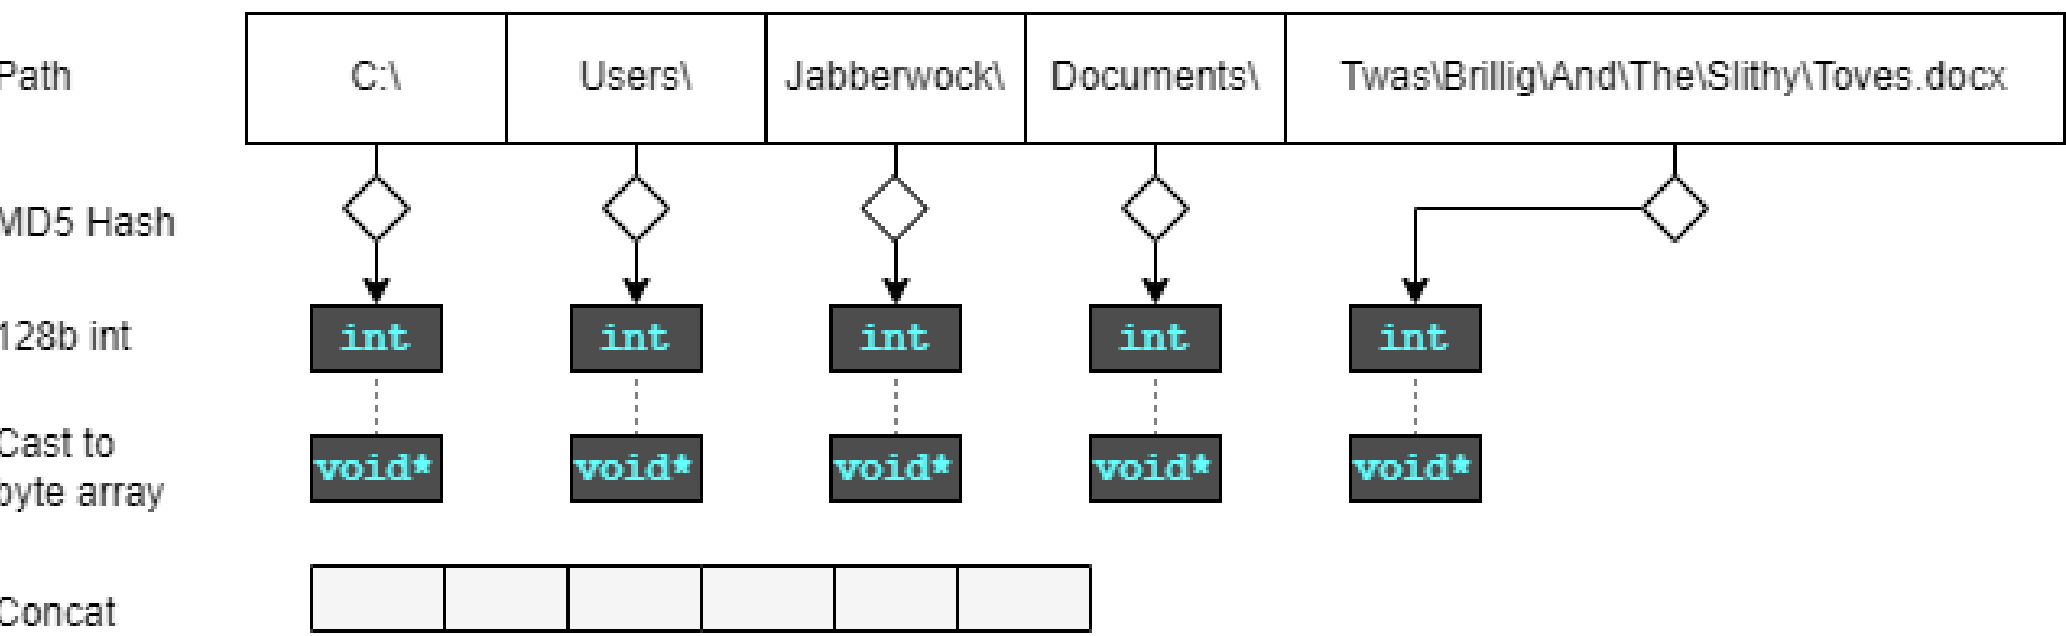 Path
C:\
Users\
Jabberwock\
Documents\
Twas\Brillig\And\The\Slithy\Toves.docx
MD5 Hash
128b int
int
int
int
int
int
Cast to
byte array
void*
void*
void*
void*
void*
Concat